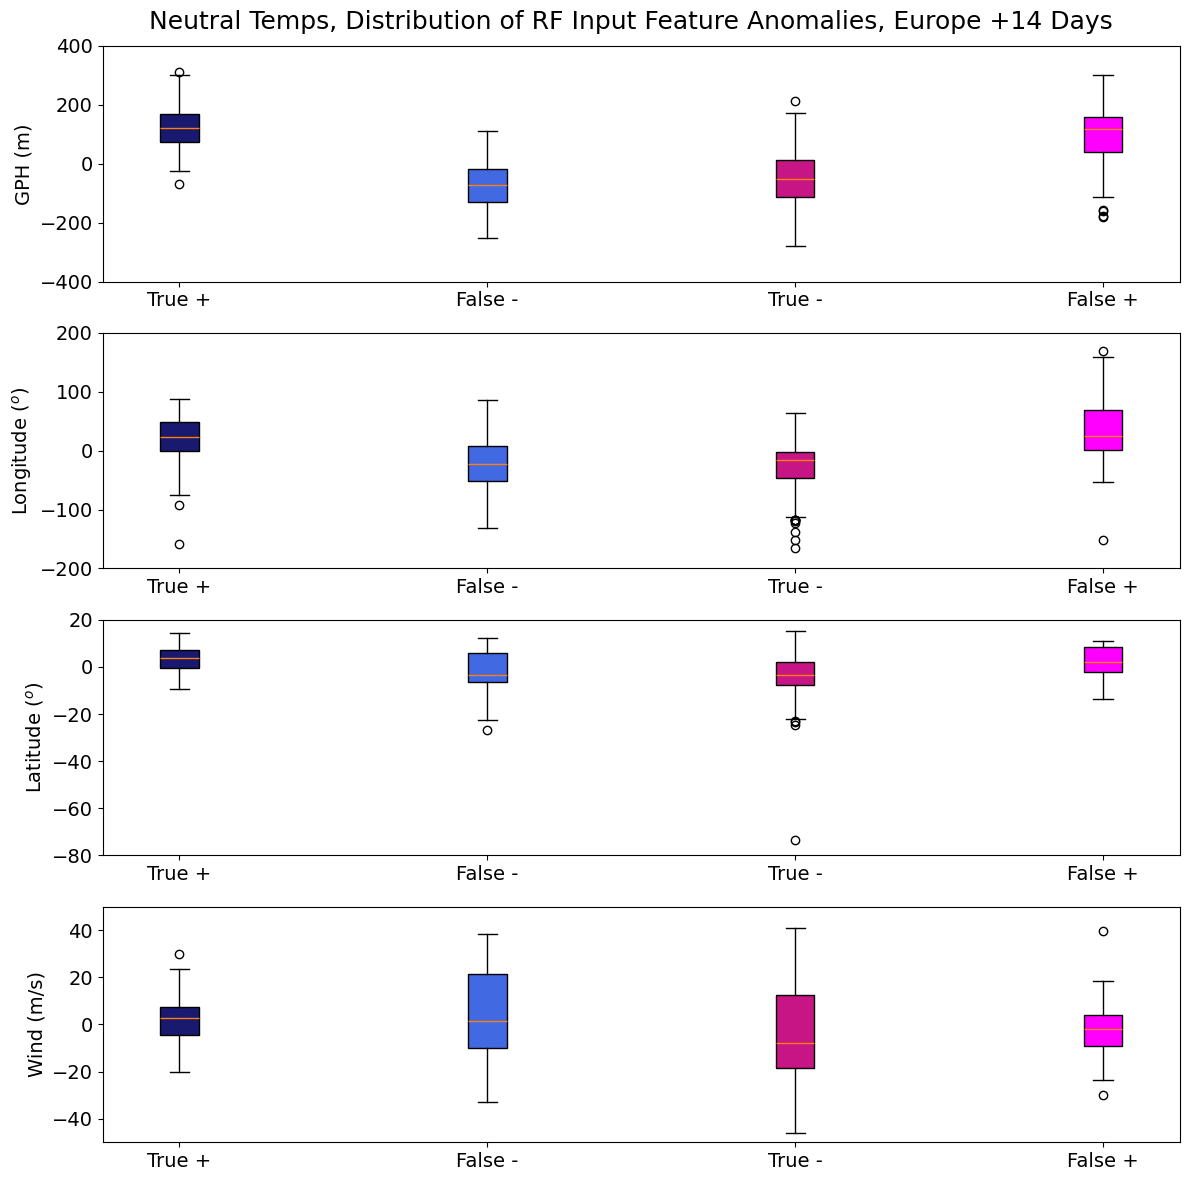 Neutral Temps, Distribution of RF Input Feature Anomalies, Europe +14 Days
GPH (m)
400
200
0
−200
−400
True +
False -
True -
False +
Longitude (°)
200
100
0
−100
−200
True +
False -
True -
False +
Latitude (°)
20
0
−20
−40
−60
−80
True +
False -
True -
False +
Wind (m/s)
40
20
0
−20
−40
True +
False -
True -
False +